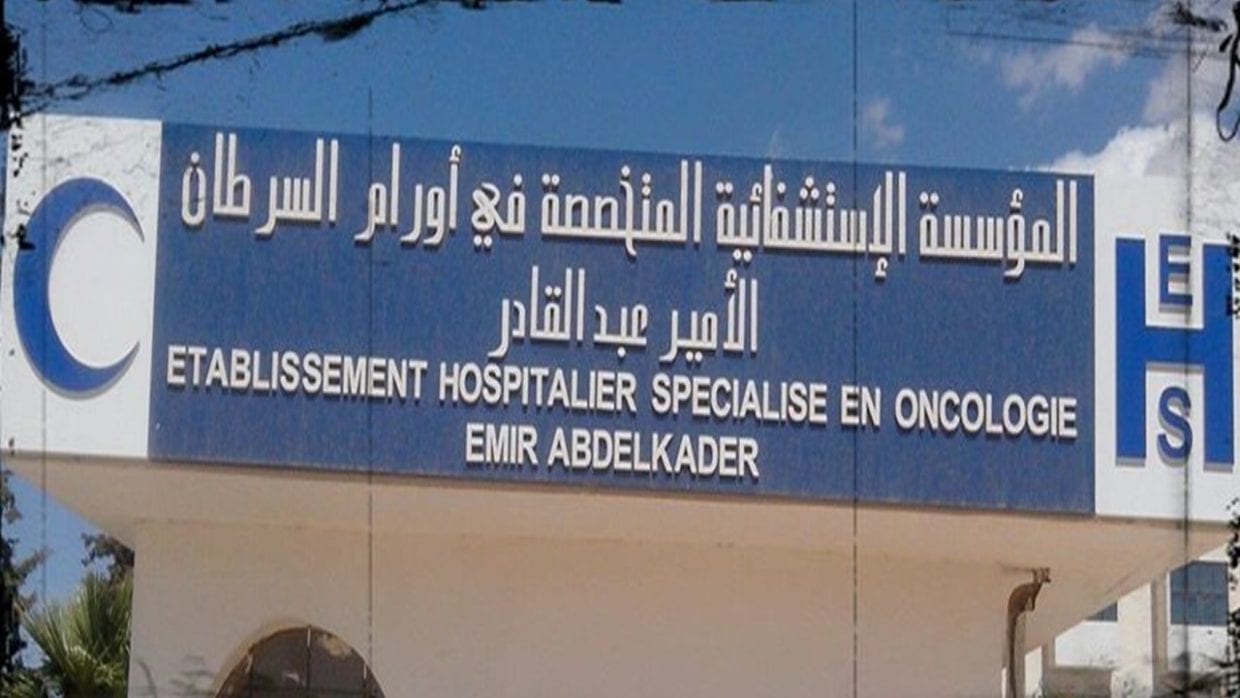 المؤسسة الإستشفائية المتخصصة في أورام السرطان
الأمير عبد القادر
ETABLISSEMENT HOSPITALIER SPECIALISE EN ONCOLOGIE
EMIR ABDELKADER
EHS